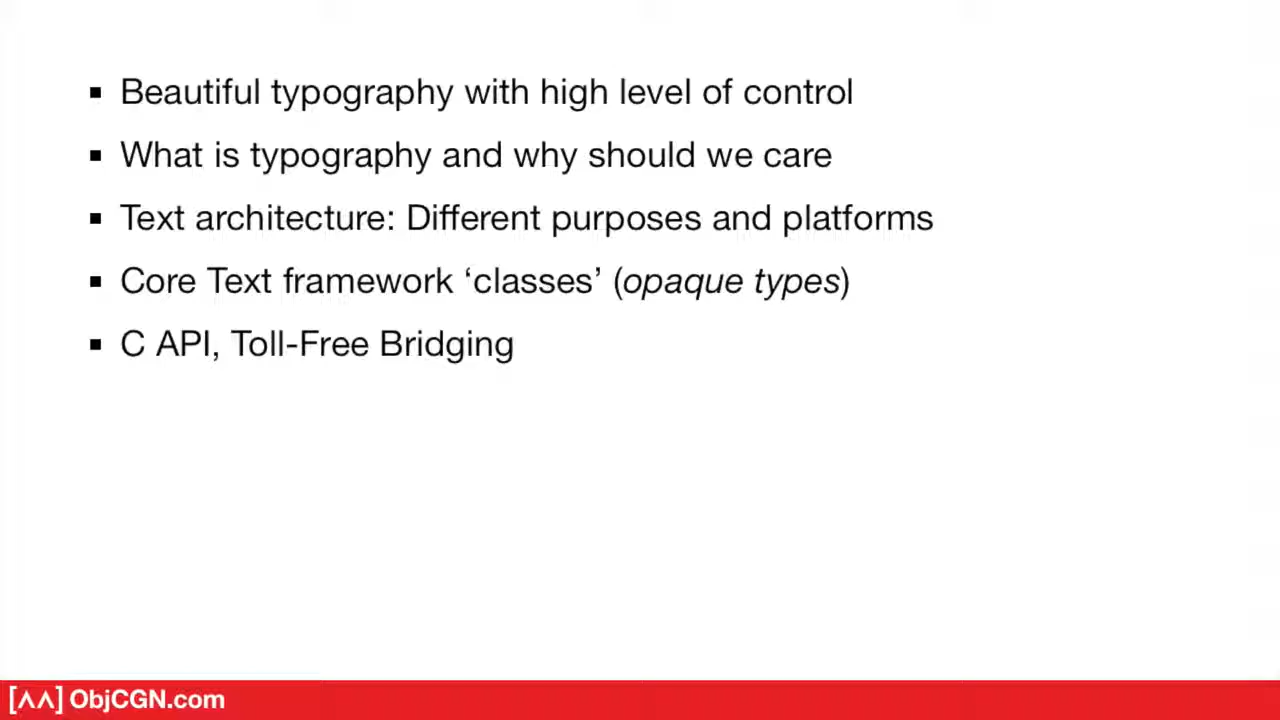 ▪ Beautiful typography with high level of control
▪ What is typography and why should we care
▪ Text architecture: Different purposes and platforms
▪ Core Text framework ‘classes’ (opaque types)
▪ C API, Toll-Free Bridging
[ʌʌ] ObjCGN.com